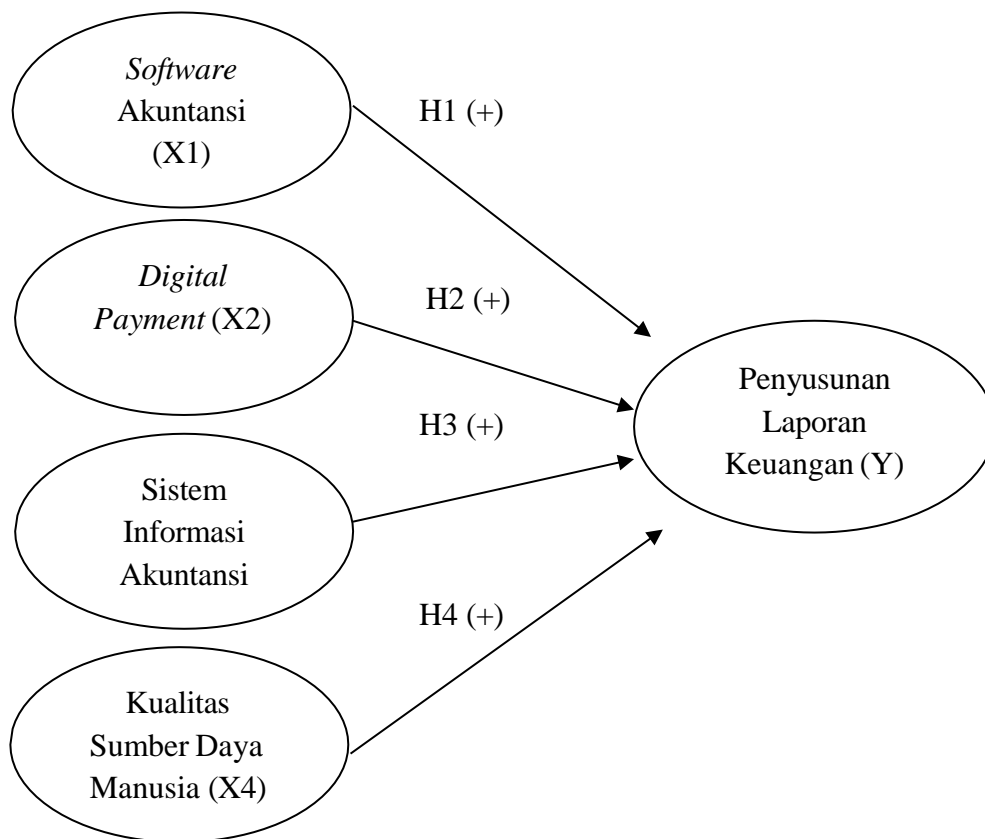 Software
Akuntansi
(X1)
H1 (+)
Digital
Payment (X2)
H2 (+)
Penyusunan
Laporan
Keuangan (Y)
H3 (+)
Sistem
Informasi
Akuntansi
H4 (+)
Kualitas
Sumber Daya
Manusia (X4)